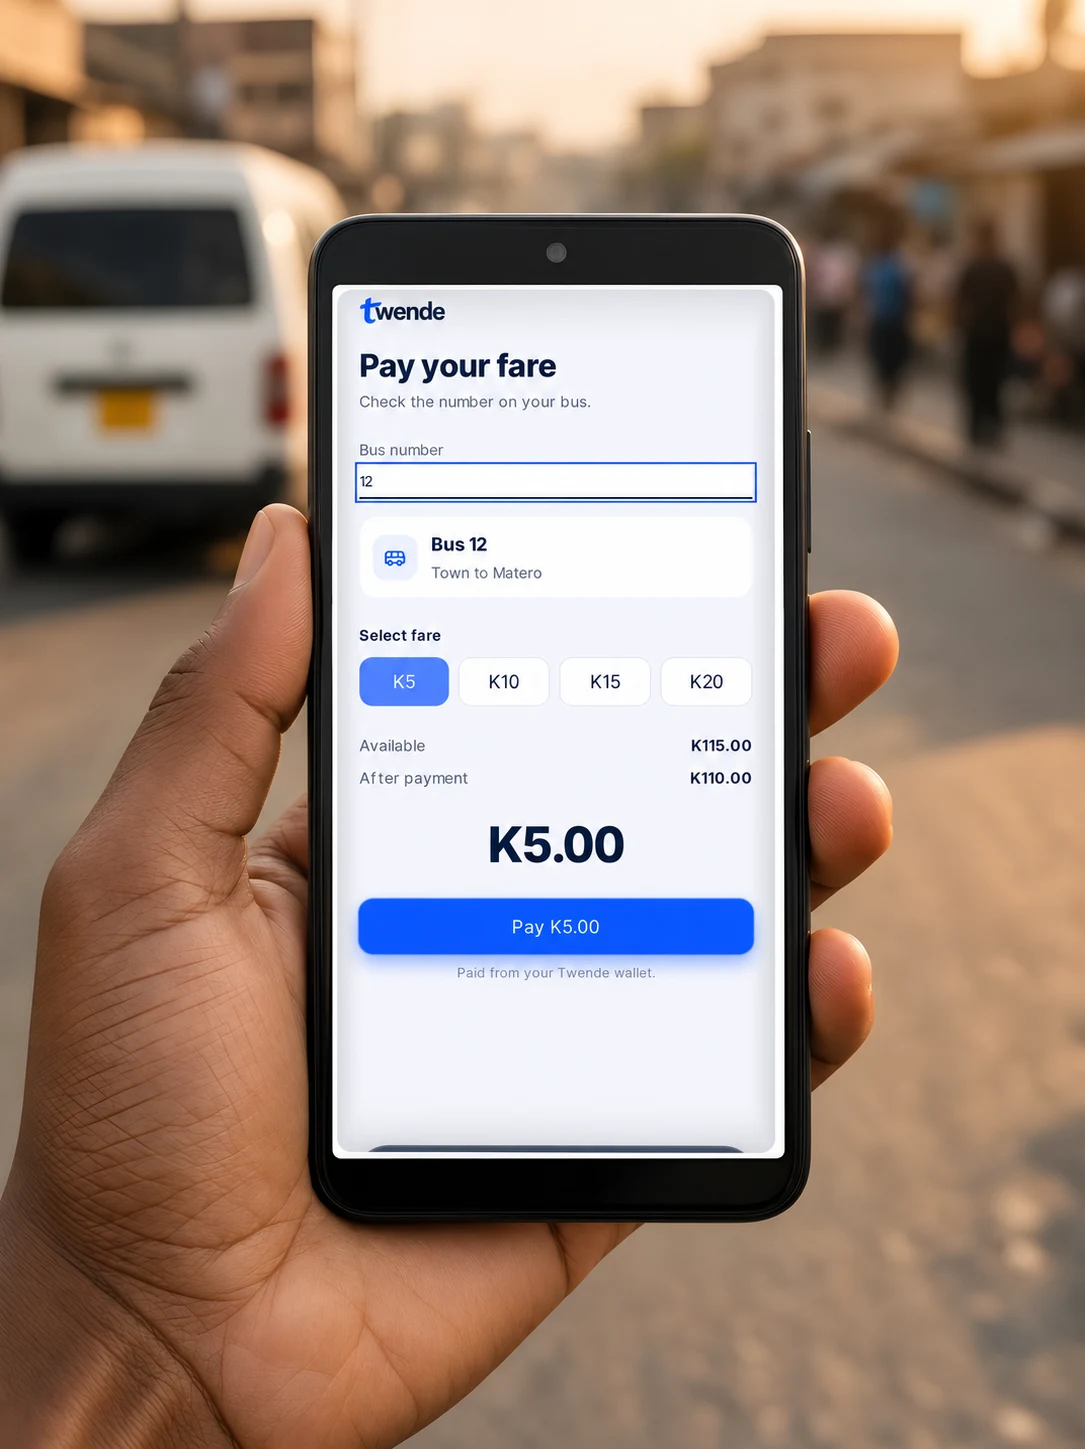 twende
Pay your fare
Check the number on your bus.
Bus number
12
Bus 12
Town to Matero
Select fare
K5 K10 K15 K20
Available K115.00
After payment K110.00
K5.00
Pay K5.00
Paid from your Twende wallet.